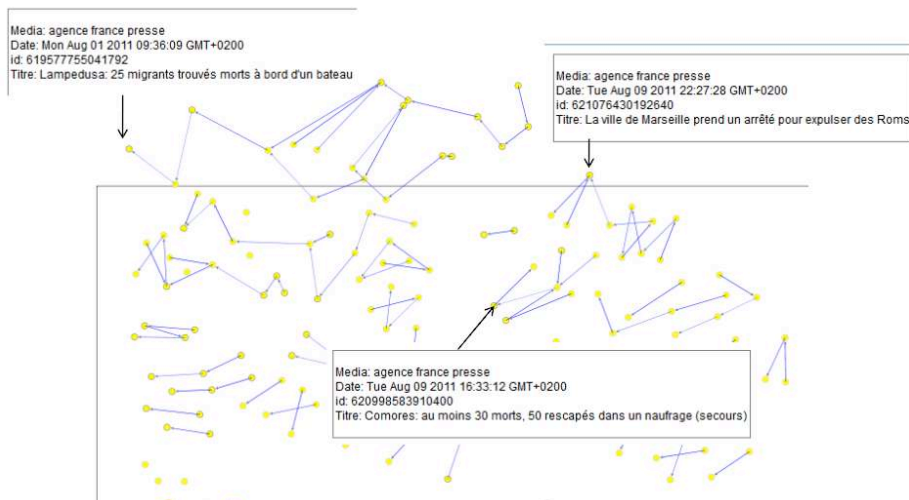 Media: agence france presse
Date: Mon Aug 01 2011 09:36:09 GMT+0200
id: 619577755041792
Titre: Lampedusa: 25 migrants trouvés morts à bord d'un bateau
Media: agence france presse
Date: Tue Aug 09 2011 22:27:28 GMT+0200
id: 621076430192640
Titre: La ville de Marseille prend un arrêté pour expulser des Roms
Media: agence france presse
Date: Tue Aug 09 2011 16:33:12 GMT+0200
id: 620998583910400
Titre: Comores: au moins 30 morts, 50 rescapés dans un naufrage (secours)